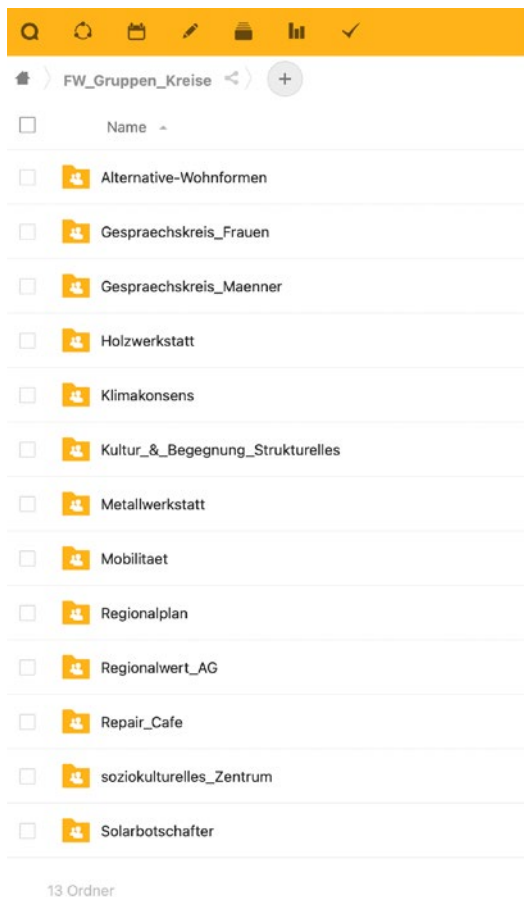 FW_Gruppen_Kreise
Name
Alternative-Wohnformen
Gespraechskreis_Frauen
Gespraechskreis_Maenner
Holzwerkstatt
Klimakonsens
Kultur_&_Begegnung_Strukturelles
Metallwerkstatt
Mobilitaet
Regionalplan
Regionalwert_AG
Repair_Cafe
soziokulturelles_Zentrum
Solarbotschafter
13 Ordner